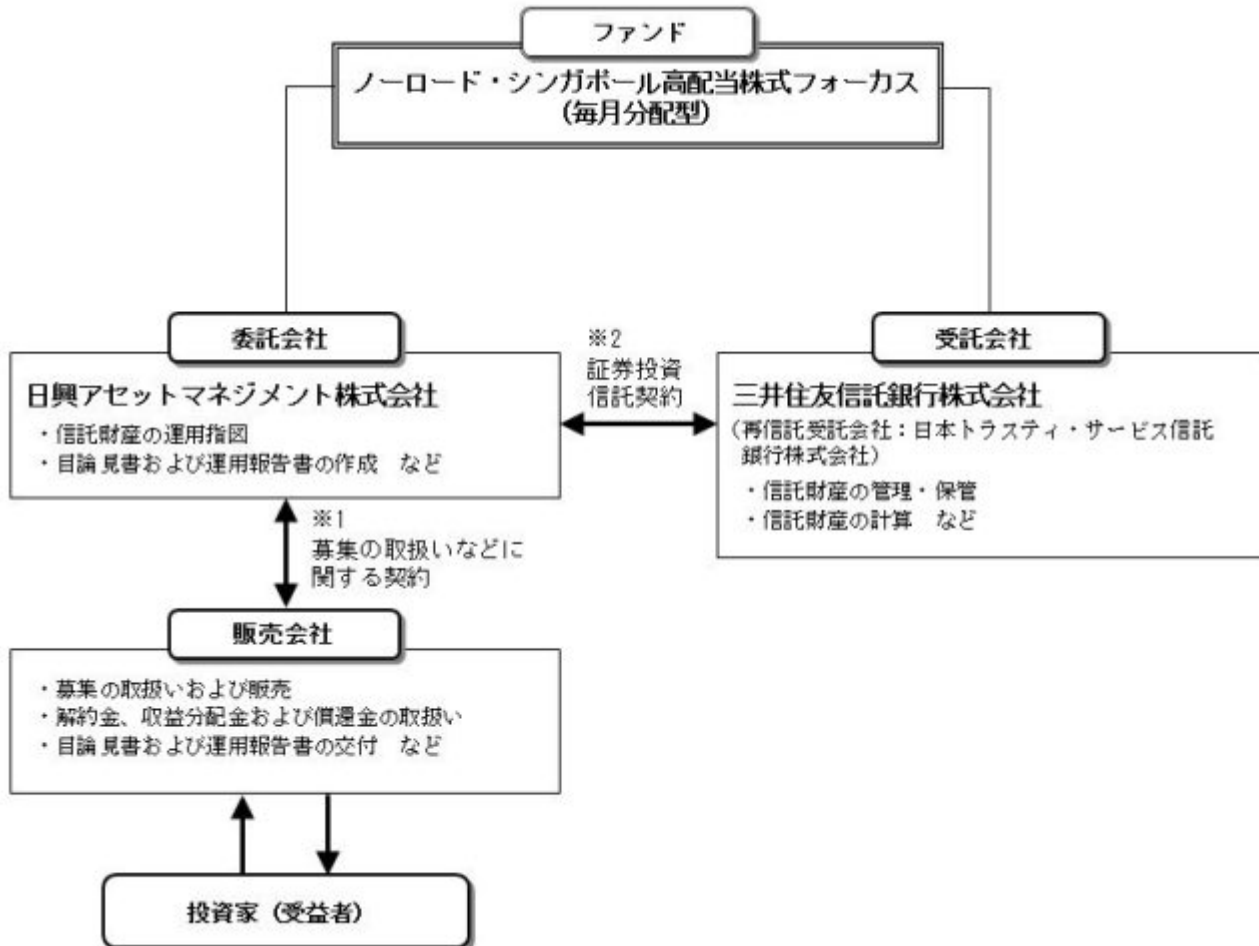 ファンド
ノーロード・シンガポール高配当株式フォーカス
(毎月分配型)
委託会社
日興アセットマネジメント株式会社
・信託財産の運用指図
・目論見書および運用報告書の作成 など
※2
証券投資
信託契約
受託会社
三井住友信託銀行株式会社
(再信託受託会社：日本トラスティ・サービス信託
銀行株式会社)
・信託財産の管理・保管
・信託財産の計算 など
※1
募集の取扱いなどに
関する契約
販売会社
・募集の取扱いおよび販売
・解約金、収益分配金および償還金の取扱い
・目論見書および運用報告書の交付 など
投資家（受益者）